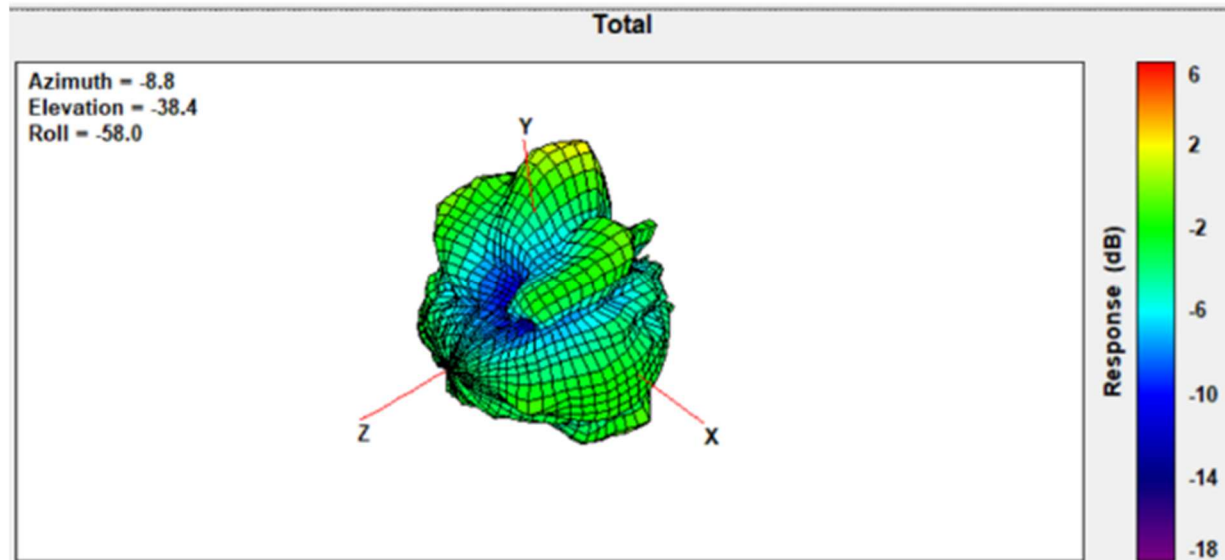 Total
Azimuth = -8.8
Elevation = -38.4
Roll = -58.0
Y
Z
X
Response (dB)
6
2
-2
-6
-10
-14
-18